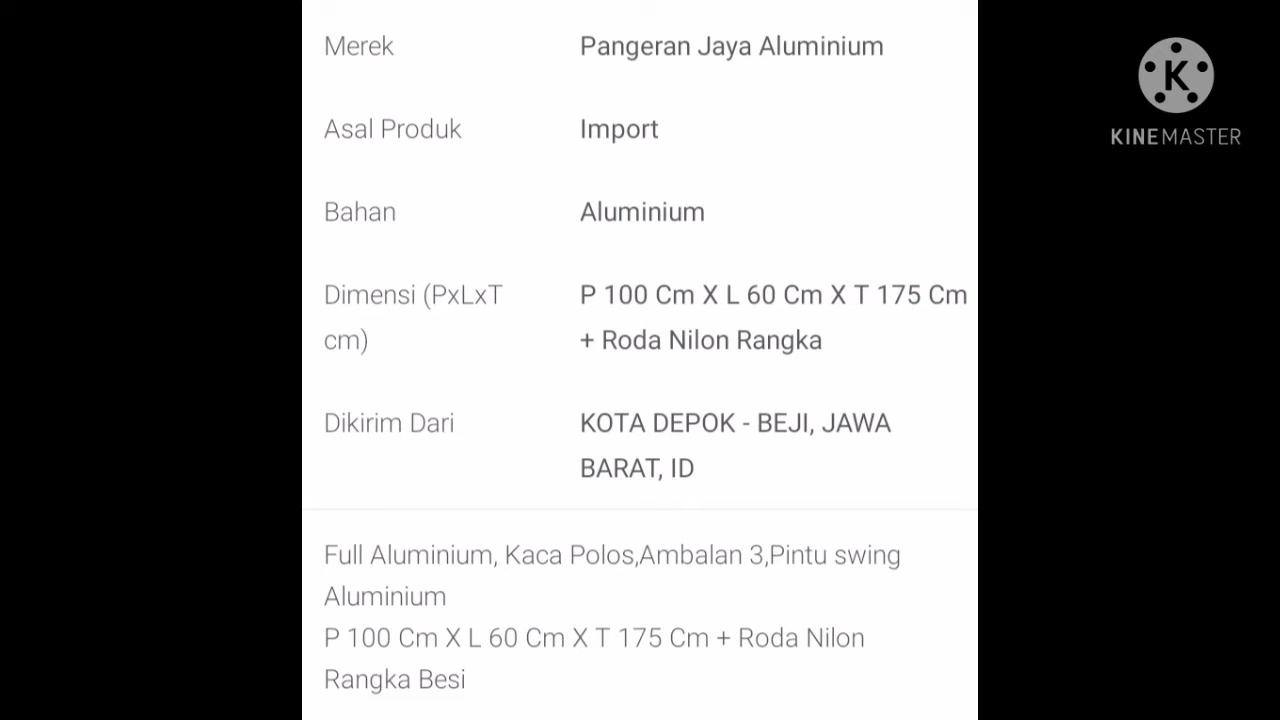 Merek Pangeran Jaya Aluminium
Asal Produk Import
Bahan Aluminium
Dimensi (PxLxT cm) P 100 Cm X L 60 Cm X T 175 Cm
+ Roda Nilon Rangka
Dikirim Dari KOTA DEPOK - BEJI, JAWA
BARAT, ID
Full Aluminium, Kaca Polos,Ambalan 3,Pintu swing
Aluminium
P 100 Cm X L 60 Cm X T 175 Cm + Roda Nilon
Rangka Besi
K
KINEMASTER